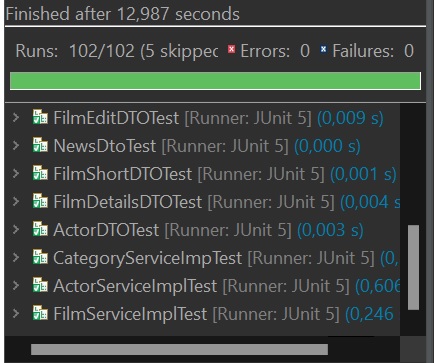 Finished after 12,987 seconds
Runs: 102/102 (5 skipped Errors: 0 Failures: 0
FilmEditDTOTest [Runner: JUnit 5] (0,009 s)
NewsDtoTest [Runner: JUnit 5] (0,000 s)
FilmShortDTOTest [Runner: JUnit 5] (0,001 s)
FilmDetailsDTOTest [Runner: JUnit 5] (0,004 s
ActorDTOTest [Runner: JUnit 5] (0,003 s)
CategoryServiceImpTest [Runner: JUnit 5] (0,
ActorServiceImplTest [Runner: JUnit 5] (0,606
FilmServiceImplTest [Runner: JUnit 5] (0,246